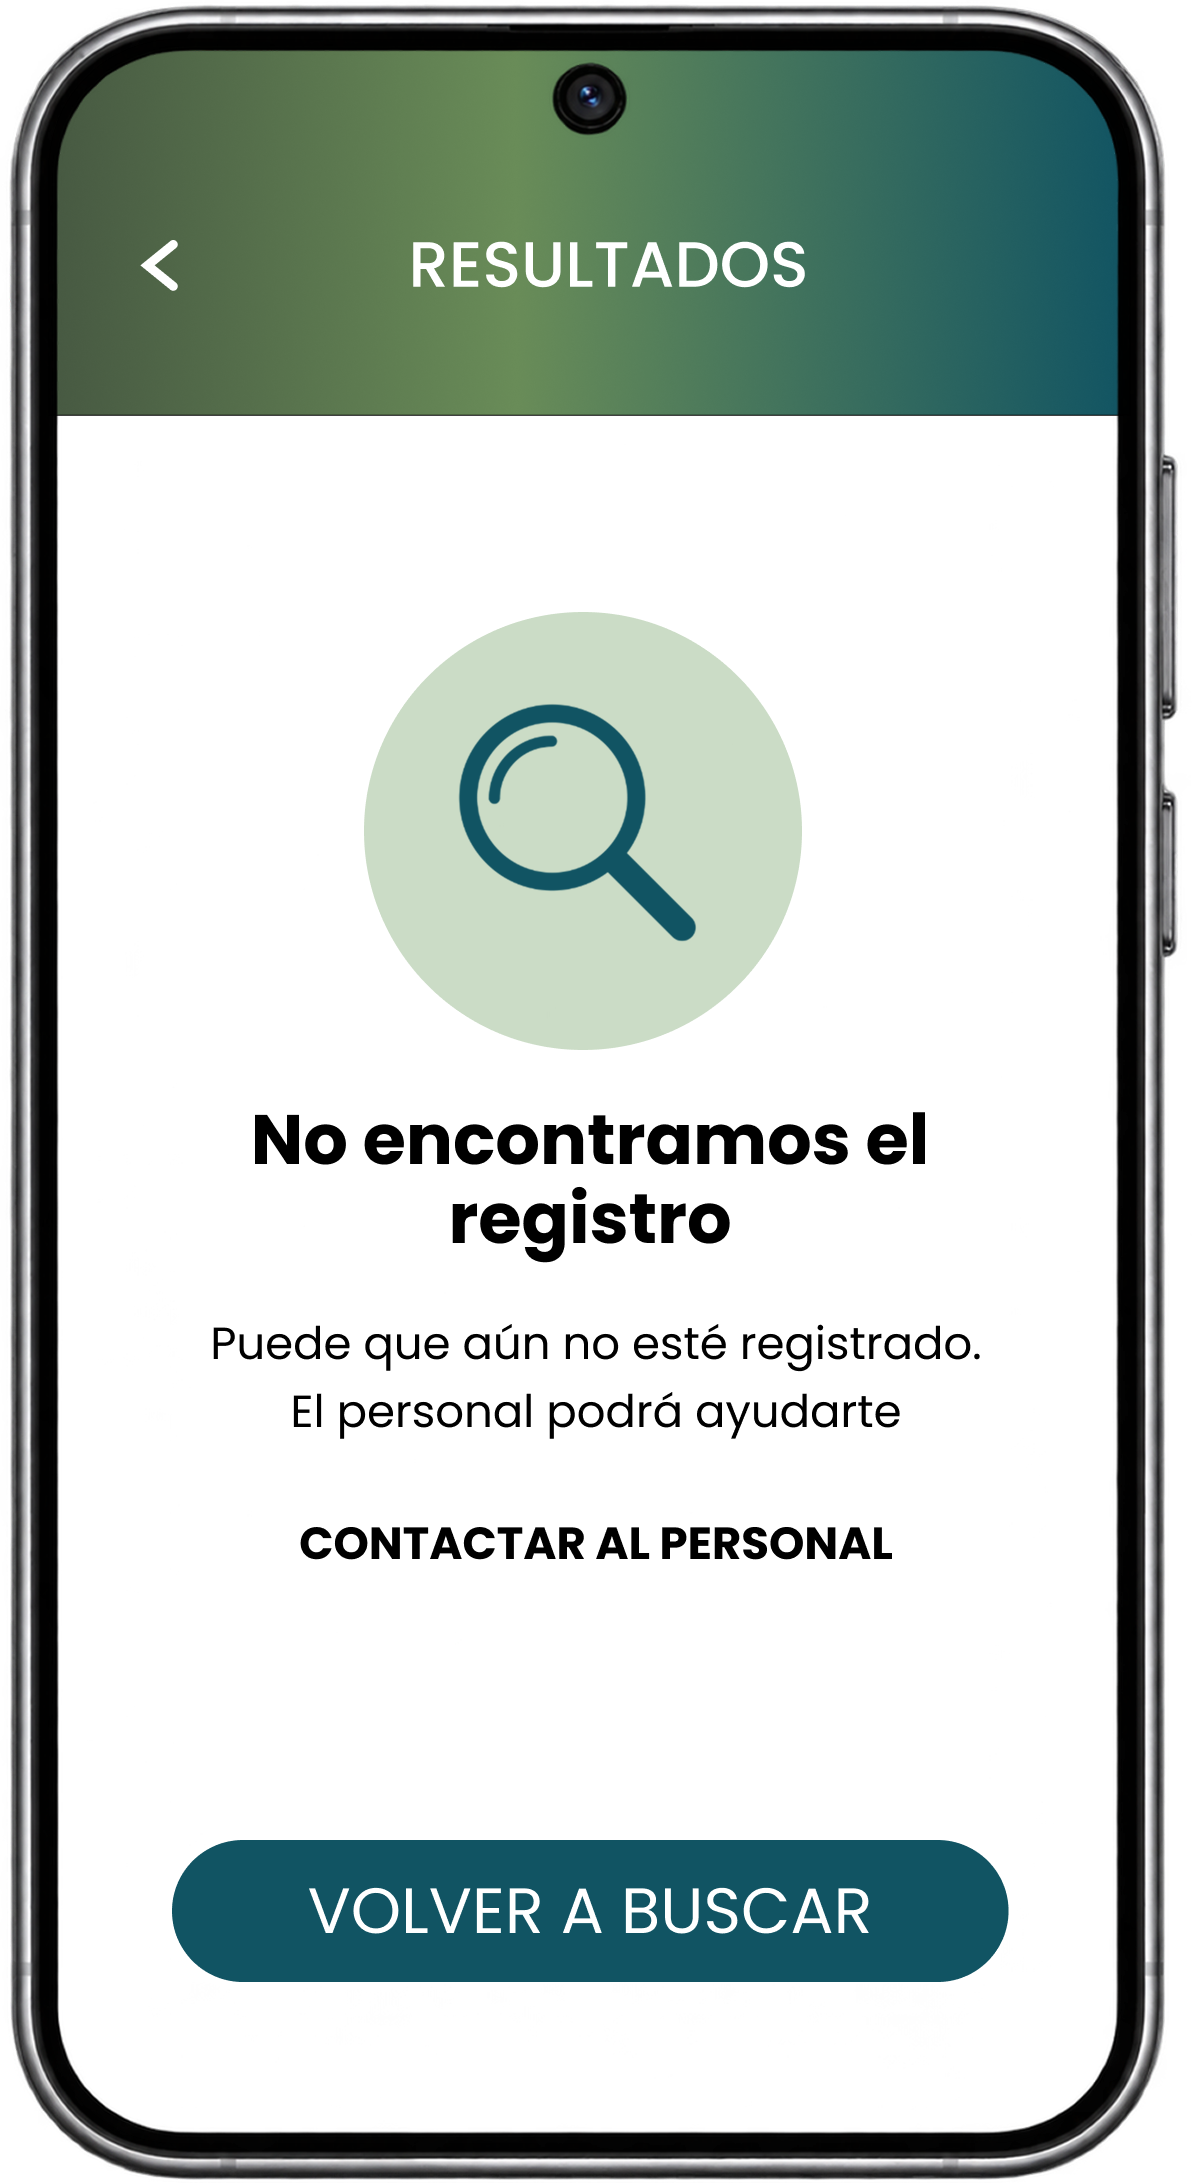 RESULTADOS
No encontramos el
registro
Puede que aún no esté registrado.
El personal podrá ayudarte
CONTACTAR AL PERSONAL
VOLVER A BUSCAR